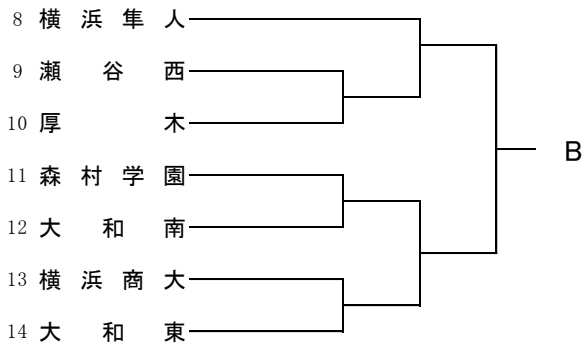 8 横浜隼人
9 瀬谷西
10 厚木
B
11 森村学園
12 大和南
13 横浜商大
14 大和東